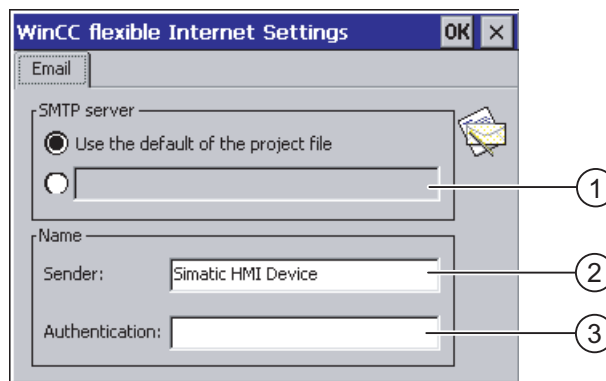 WinCC flexible Internet Settings OK ×
Email
SMTP server
Use the default of the project file
1
Name
Sender: Simatic HMI Device
2
Authentication:
3